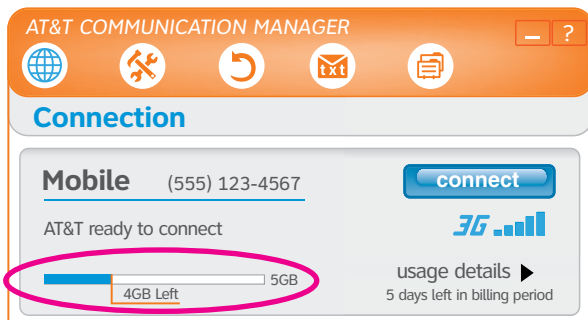 AT&T COMMUNICATION MANAGER
?
txt
Connection
Mobile (555) 123-4567
connect
AT&T ready to connect
3G
5GB
4GB Left
usage details
5 days left in billing period